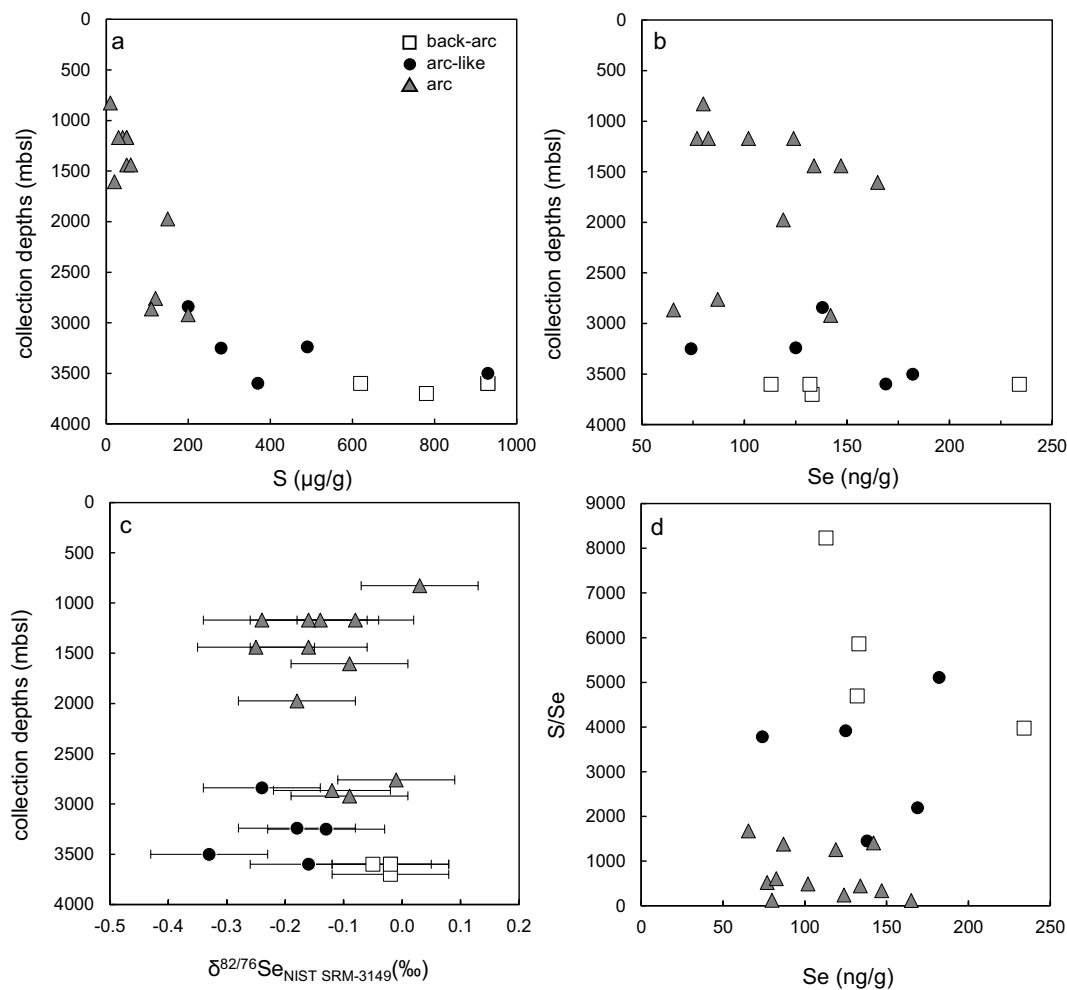 a
back-arc
arc-like
arc
0
500
1000
1500
2000
2500
3000
3500
4000
collection depths (mbsl)
0 200 400 600 800 1000
S (µg/g)
b
0
500
1000
1500
2000
2500
3000
3500
4000
collection depths (mbsl)
50 100 150 200 250
Se (ng/g)
c
0
500
1000
1500
2000
2500
3000
3500
4000
collection depths (mbsl)
-0.5 -0.4 -0.3 -0.2 -0.1 0.0 0.1 0.2
δ82/76Se NIST SRM-3149(‰)
d
9000
8000
7000
6000
5000
4000
3000
2000
1000
0
S/Se
0 50 100 150 200 250
Se (ng/g)